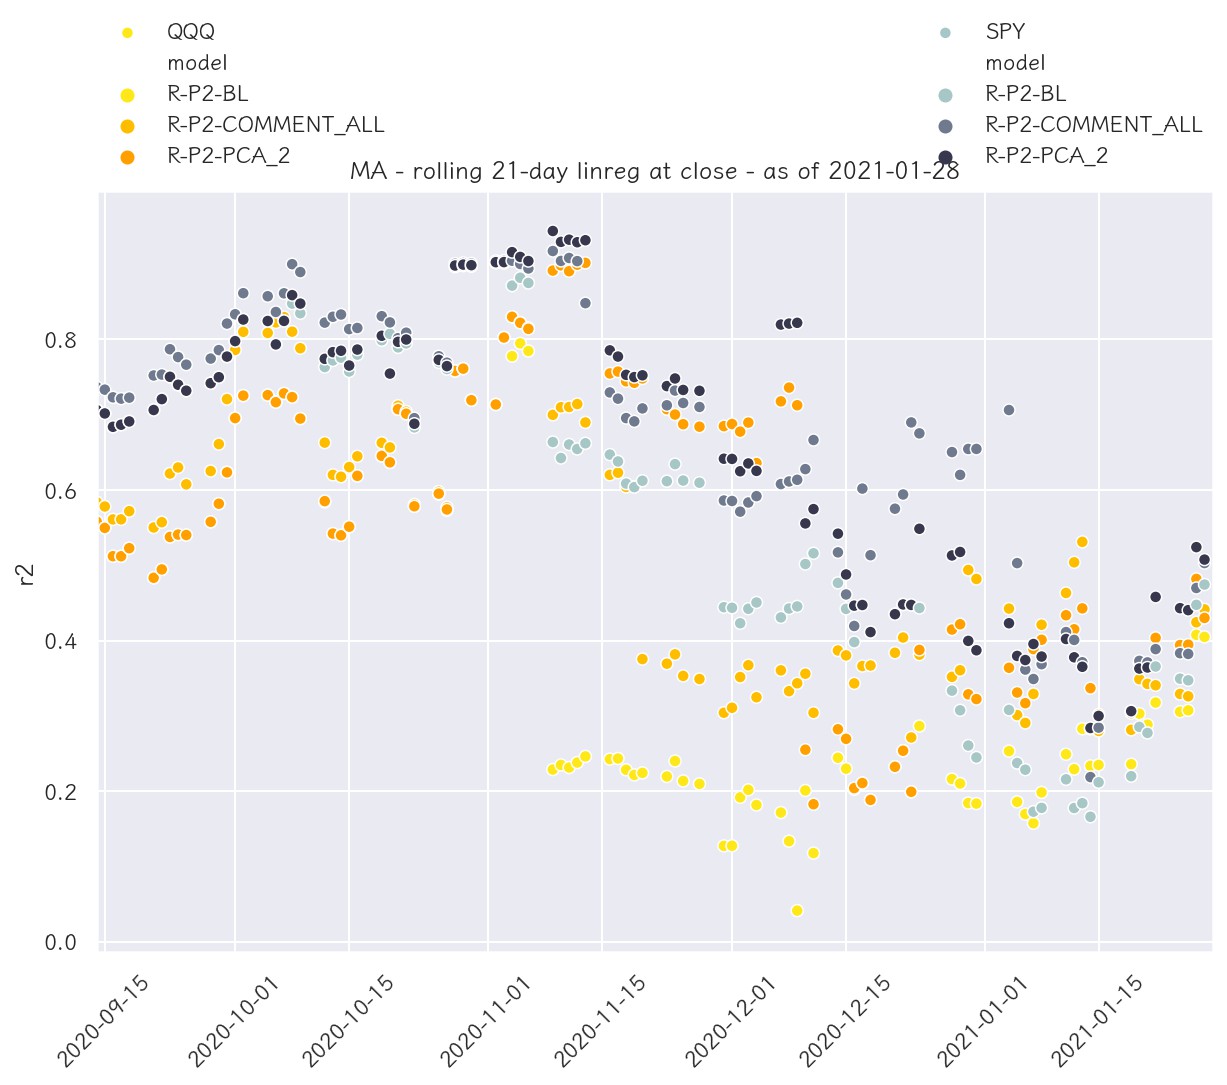 QQQ
model
R-P2-BL
R-P2-COMMENT_ALL
R-P2-PCA_2
SPY
model
R-P2-BL
R-P2-COMMENT_ALL
R-P2-PCA_2
MA - rolling 21-day linreg at close - as of 2021-01-28
r2
0.8
0.6
0.4
0.2
0.0
2020-09-15
2020-10-01
2020-10-15
2020-11-01
2020-11-15
2020-12-01
2020-12-15
2021-01-01
2021-01-15